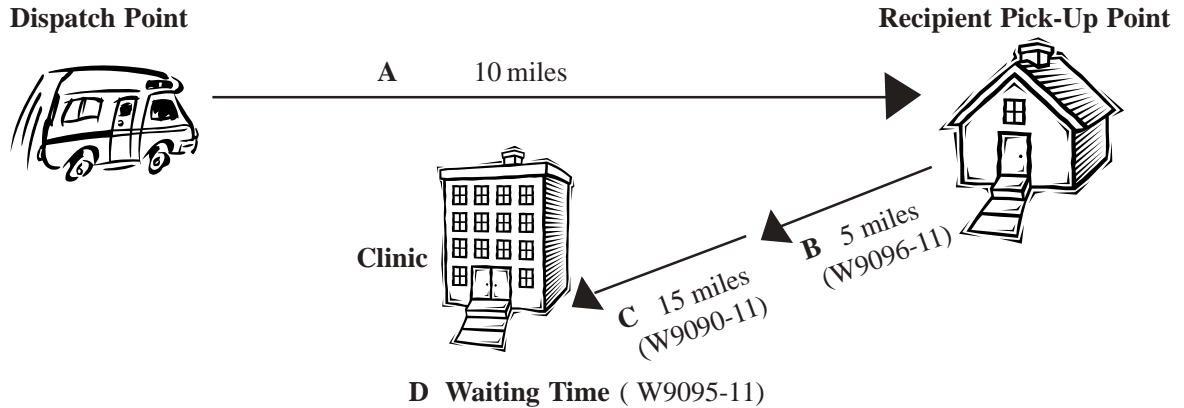 Dispatch Point
Recipient Pick-Up Point
A 10 miles
B 5 miles
(W9096-11)
Clinic
C 15 miles
(W9090-11)
D Waiting Time ( W9095-11)